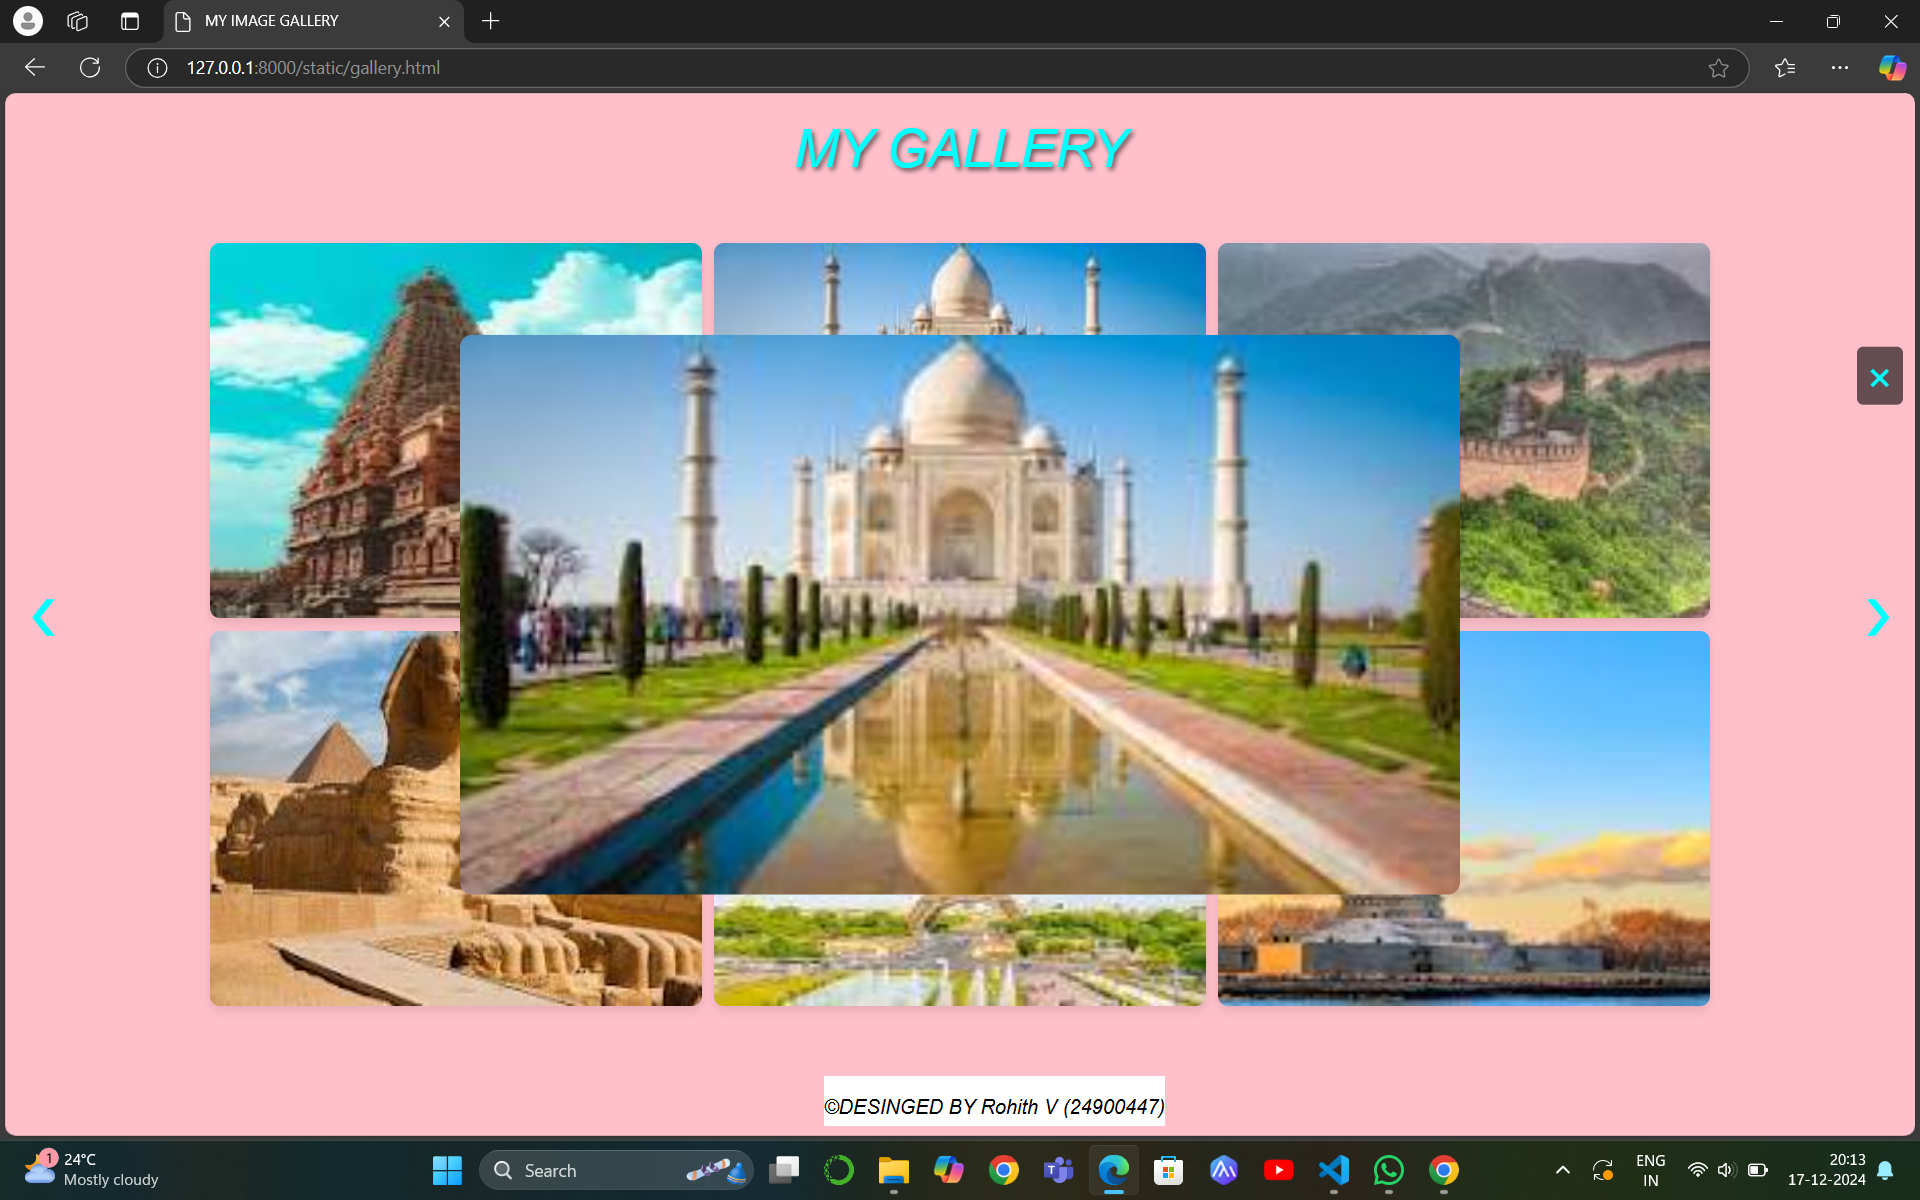 MY IMAGE GALLERY
127.0.0.1:8000/static/gallery.html
MY GALLERY
×
❮
❯
©DESINGED BY Rohith V (24900447)
1
24°C
Mostly cloudy
Search
ENG
IN
20:13
17-12-2024